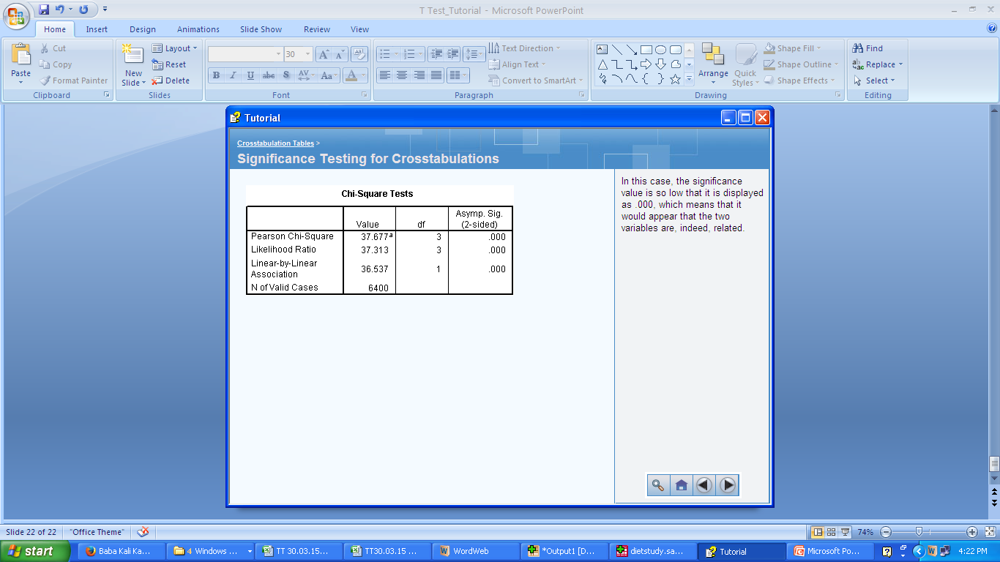 T Test_Tutorial - Microsoft PowerPoint
Home Insert Design Animations Slide Show Review View
Paste
Cut
Copy
Format Painter
Clipboard
New
Slide
Layout
Reset
Delete
Slides
30
B I U abc S AV Aa A
Font
Text Direction
Align Text
Convert to SmartArt
Paragraph
Arrange
Quick
Styles
Shape Fill
Shape Outline
Shape Effects
Drawing
Find
Replace
Select
Editing
Tutorial
Crosstabulation Tables >
Significance Testing for Crosstabulations
Chi-Square Tests
Value df Asymp. Sig. (2-sided)
Pearson Chi-Square 37.677a 3 .000
Likelihood Ratio 37.313 3 .000
Linear-by-Linear
Association 36.537 1 .000
N of Valid Cases 6400
In this case, the significance
value is so low that it is displayed
as .000, which means that it
would appear that the two
variables are, indeed, related.
Slide 22 of 22 "Office Theme" 74%
start Baba Kali Ka... 4 Windows ... TT 30.03.15... TT30.03.15 ... WordWeb *Output1 [D... dietstudy.sa... Tutorial Microsoft Po... 4:22 PM